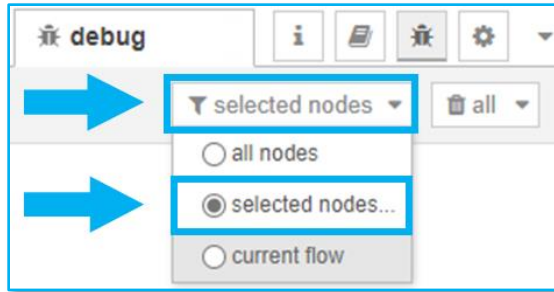 debug
selected nodes
all
all nodes
selected nodes...
current flow